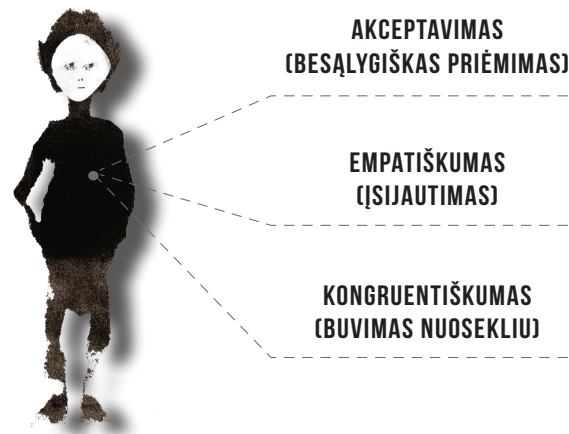 AKCEPTAVIMAS
(BESĄLYGIŠKAS PRIĖMIMAS)
EMPATIŠKUMAS
(ĮSIJAUTIMAS)
KONGRUENTIŠKUMAS
(BUVIMAS NUOSEKLIU)